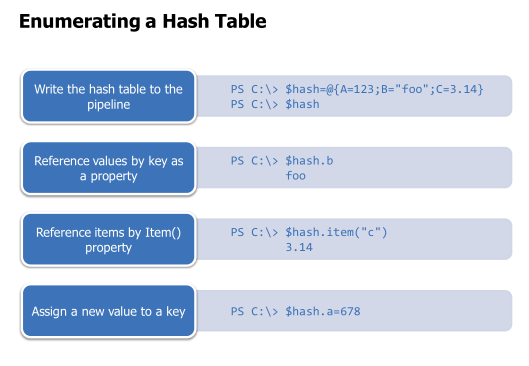 Enumerating a Hash Table
Write the hash table to the
pipeline
PS C:\> $hash=@{A=123;B="foo";C=3.14}
PS C:\> $hash
Reference values by key as
a property
PS C:\> $hash.b
foo
Reference items by Item()
property
PS C:\> $hash.item("c")
3.14
Assign a new value to a key
PS C:\> $hash.a=678